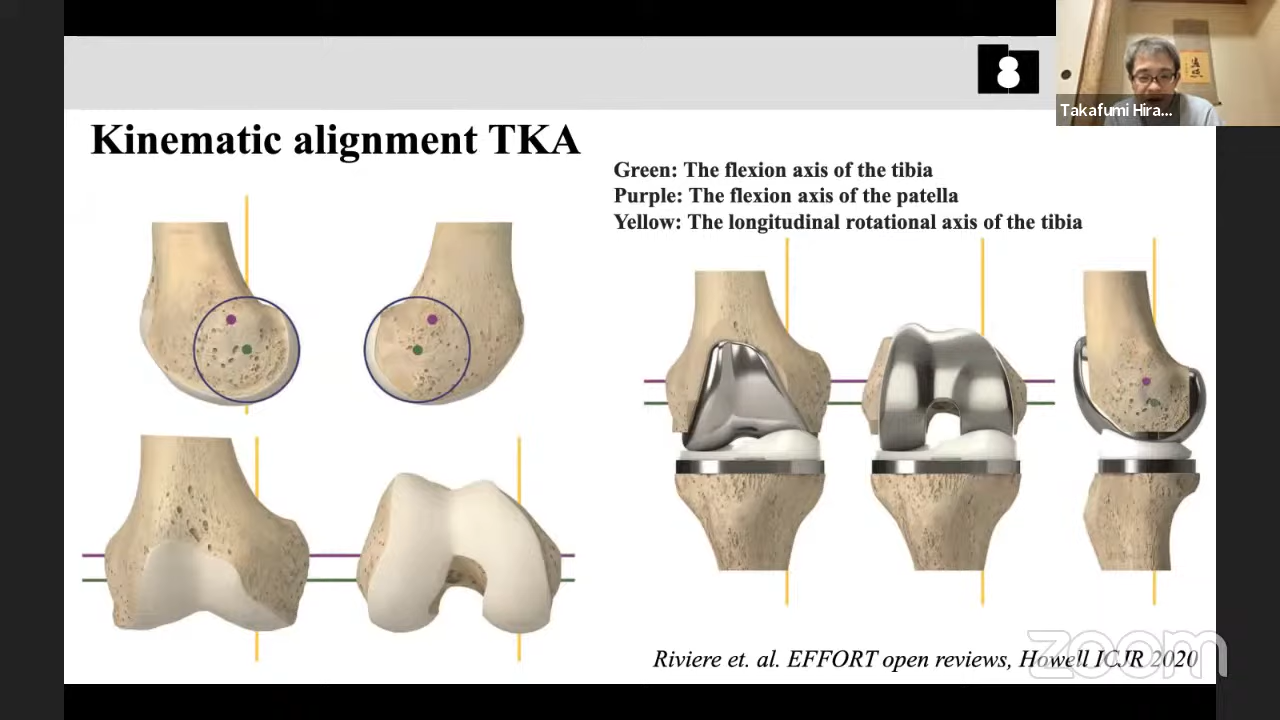 Takafumi Hira...
Kinematic alignment TKA
Green: The flexion axis of the tibia
Purple: The flexion axis of the patella
Yellow: The longitudinal rotational axis of the tibia
Riviere et. al. EFFORT open reviews, Howell ICJR 2020
zoom